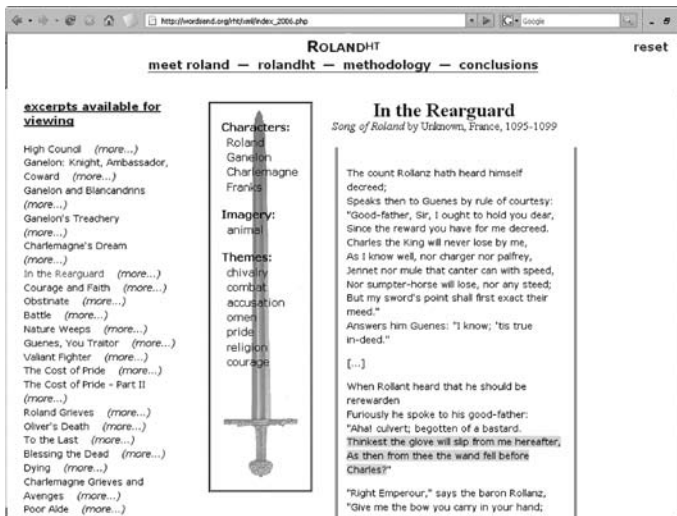 http://wordsend.org/rht/xml/index_2006.php
Google
ROLANDHT
reset
meet roland — rolandht — methodology — conclusions
excerpts available for
viewing
High Council (more...)
Ganelon: Knight, Ambassador,
Coward (more...)
Ganelon and Blancandnns
(more...)
Ganelon's Treachery
(more...)
Charlemagne's Dream
(more...)
In the Rearguard (more...)
Courage and Faith (more...)
Obstinate (more...)
Battle (more...)
Nature Weeps (more...)
Guenes, You Traitor (more...)
Valiant Fighter (more...)
The Cost of Pride (more...)
The Cost of Pride - Part II
(more...)
Roland Grieves (more...)
Oliver's Death (more...)
To the Last (more...)
Blessing the Dead (more...)
Dying (more...)
Charlemagne Grieves and
Avenges (more...)
Poor Aide (more...)
Characters:
Roland
Ganelon
Charlemagne
Franks
Imagery:
animal
Themes:
chivalry
combat
accusation
omen
pride
religion
courage
In the Rearguard
Song of Roland by Unknown, France, 1095-1099
The count Rollanz hath heard himself
decreed;
Speaks then to Guenes by rule of courtesy:
"Good-father, Sir, I ought to hold you dear,
Since the reward you have for me decreed.
Charles the King will never lose by me,
As I know well, nor charger nor palfrey,
Jennet nor mule that canter can with speed,
Nor sumpter-horse will lose, nor any steed;
But my sword's point shall first exact their
meed."
Answers him Guenes: "I know; 'tis true
in-deed."
[...]
When Rollant heard that he should be
rerewarden
Furiously he spoke to his good-father:
"Aha! culvert; begotten of a bastard.
Thinkest the glove will slip from me hereafter,
As then from thee the wand fell before
Charles?"
"Right Emperour," says the baron Rollanz,
"Give me the bow you carry in your hand;